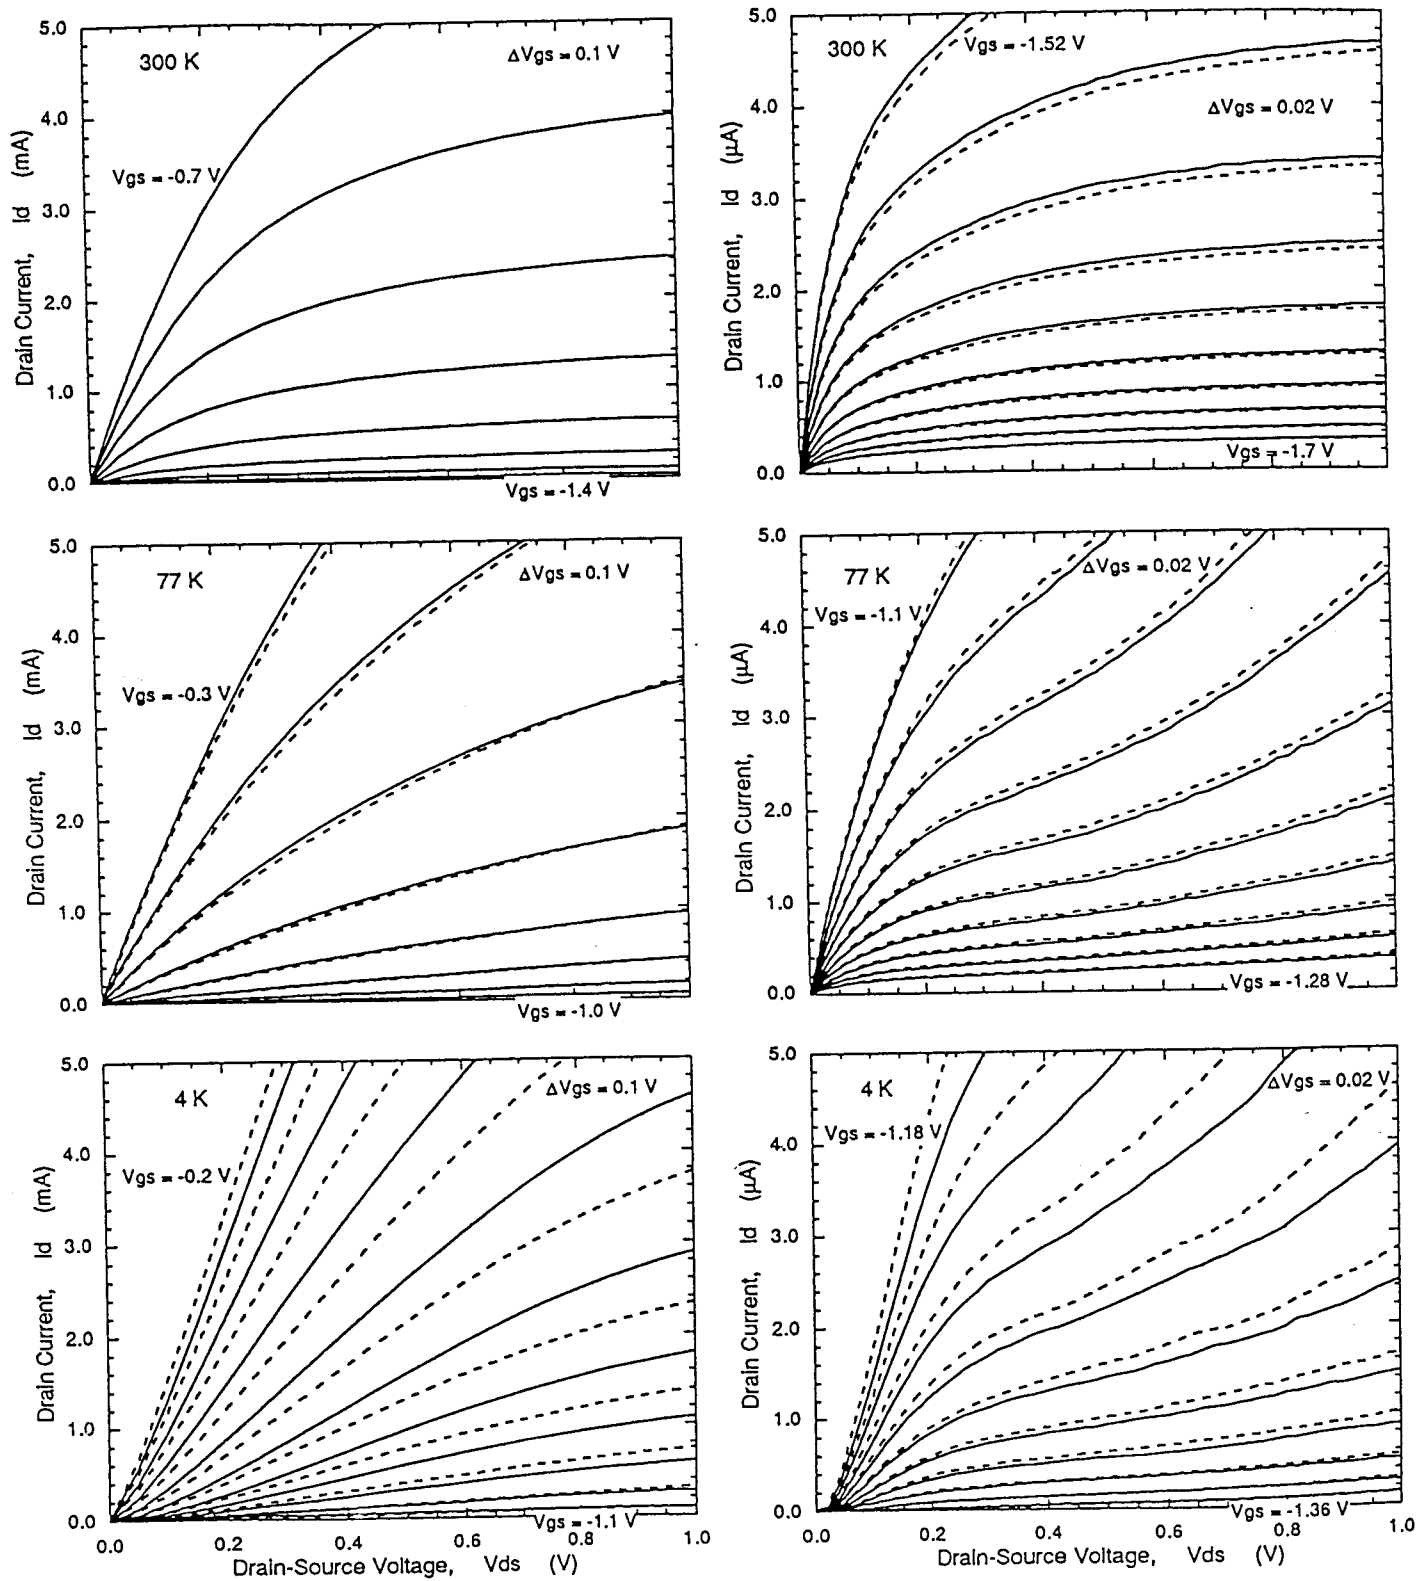 5.0
300 K
ΔVgs = 0.1 V
4.0
Vgs = -0.7 V
3.0
2.0
1.0
0.0
Vgs = -1.4 V
Drain Current, Id (mA)
5.0
300 K
Vgs = -1.52 V
4.0
ΔVgs = 0.02 V
3.0
2.0
1.0
0.0
Vgs = -1.7 V
Drain Current, Id (μA)
5.0
77 K
ΔVgs = 0.1 V
4.0
Vgs = -0.3 V
3.0
2.0
1.0
0.0
Vgs = -1.0 V
Drain Current, Id (mA)
5.0
77 K
ΔVgs = 0.02 V
Vgs = -1.1 V
4.0
3.0
2.0
1.0
0.0
Vgs = -1.28 V
Drain Current, Id (μA)
5.0
4 K
ΔVgs = 0.1 V
4.0
Vgs = -0.2 V
3.0
2.0
1.0
0.0
Vgs = -1.1 V
Drain Current, Id (mA)
0.0 0.2 0.4 0.6 0.8 1.0
Drain-Source Voltage, Vds (V)
5.0
4 K
ΔVgs = 0.02 V
Vgs = -1.18 V
4.0
3.0
2.0
1.0
0.0
Vgs = -1.36 V
Drain Current, Id (μA)
0.0 0.2 0.4 0.6 0.8 1.0
Drain-Source Voltage, Vds (V)